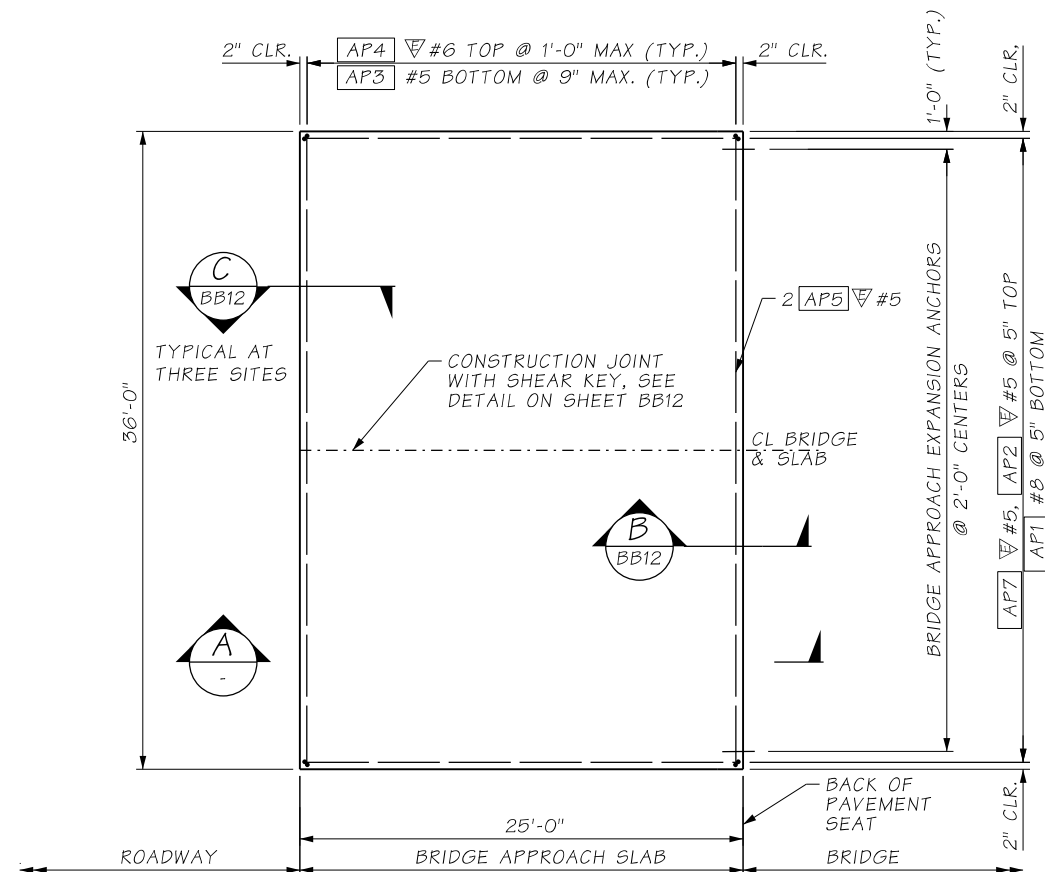 2" CLR.
AP4 E #6 TOP @ 1'-0" MAX (TYP.)
AP3 #5 BOTTOM @ 9" MAX. (TYP.)
2" CLR.
1'-0" (TYP.)
2" CLR.
36'-0"
C
BB12
TYPICAL AT
THREE SITES
CONSTRUCTION JOINT
WITH SHEAR KEY, SEE
DETAIL ON SHEET BB12
2 AP5 E #5
CL BRIDGE
& SLAB
B
BB12
A
-
BRIDGE APPROACH EXPANSION ANCHORS
@ 2'-0" CENTERS
AP7 E #5, AP2 E #5 @ 5" TOP
AP1 #8 @ 5" BOTTOM
BACK OF
PAVEMENT
SEAT
2" CLR.
25'-0"
ROADWAY
BRIDGE APPROACH SLAB
BRIDGE